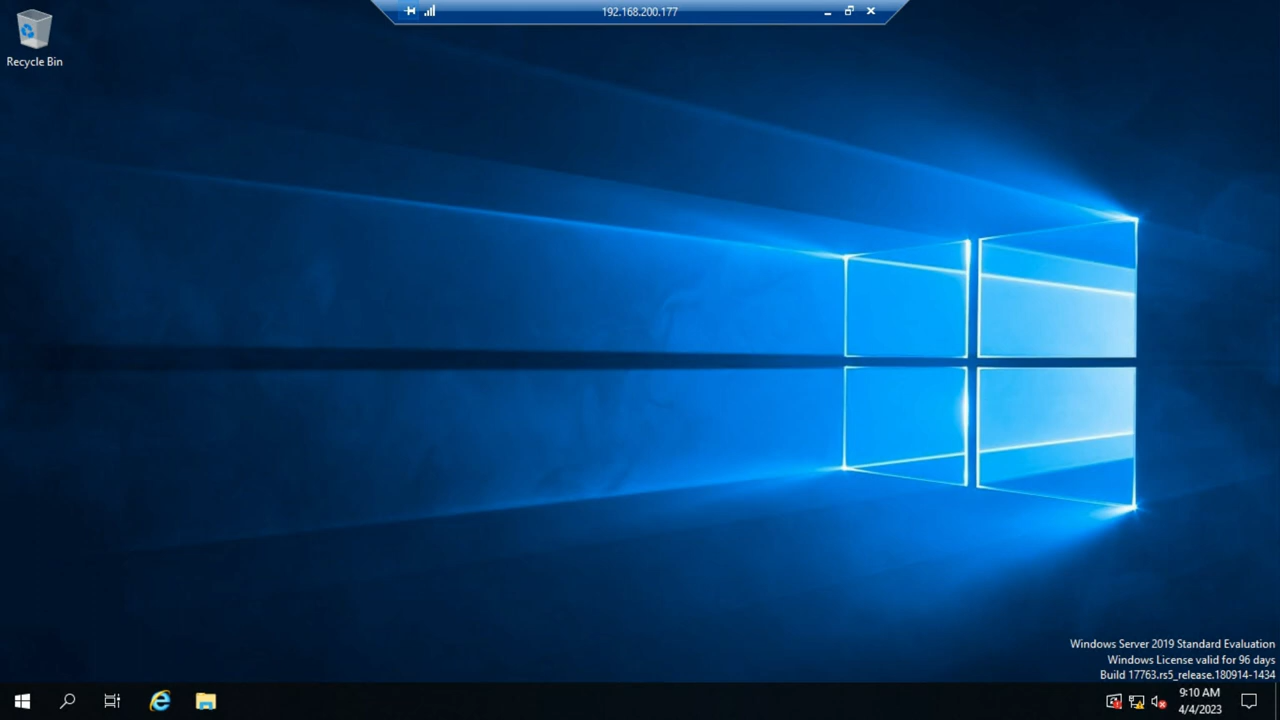 192.168.200.177
Recycle Bin
Windows Server 2019 Standard Evaluation
Windows License valid for 96 days
Build 17763.rs5_release.180914-1434
9:10 AM
4/4/2023